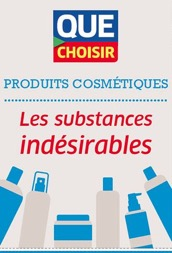 QUE
CHOISIR
PRODUITS COSMÉTIQUES
Les substances
indésirables